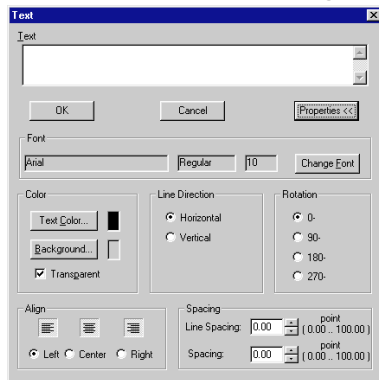 Text
Text
OK Cancel Properties <<
Font
Arial Regular 10 Change Font
Color Line Direction Rotation
Text Color... Horizontal 0-
Background... Vertical 90-
Transparent 180-
270-
Align Spacing
Line Spacing: 0.00 point ( 0.00 .. 100.00 )
Left Center Right Spacing: 0.00 point ( 0.00 .. 100.00 )